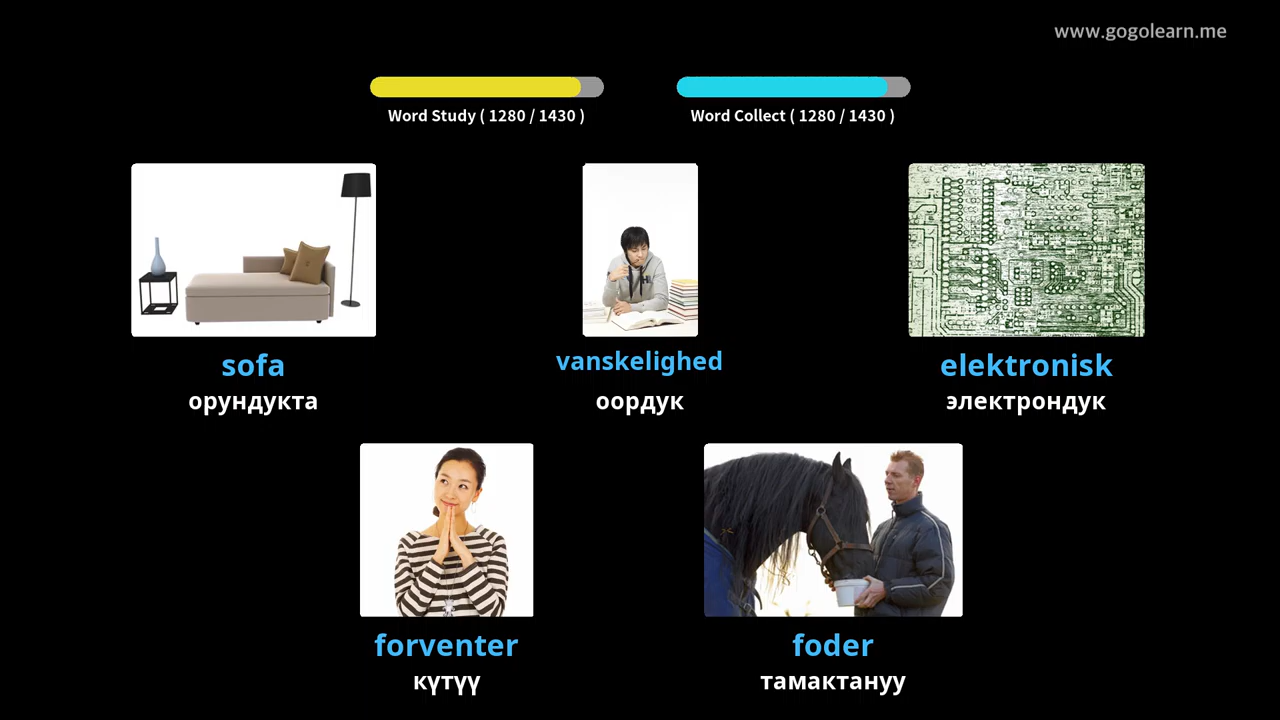 www.gogolearn.me
Word Study ( 1280 / 1430 )
Word Collect ( 1280 / 1430 )
sofa
орундукта
vanskelighed
оордук
elektronisk
электрондук
forventer
күтүү
foder
тамактануу